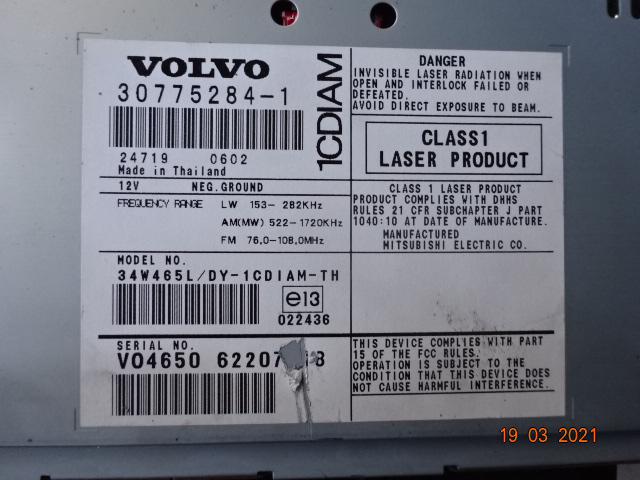 VOLVO
30775284-1
1CDIAM
24719 0602
Made in Thailand
12V NEG.GROUND
FREQUENCY RANGE LW 153- 282KHz
AM(MW) 522-1720KHz
FM 76.0-108.0MHz
MODEL NO.
34W465L/DY-1CDIAM-TH
e13
022436
SERIAL NO.
VO4650
DANGER
INVISIBLE LASER RADIATION WHEN
OPEN AND INTERLOCK FAILED OR
DEFEATED.
AVOID DIRECT EXPOSURE TO BEAM.
CLASS1
LASER PRODUCT
CLASS 1 LASER PRODUCT
PRODUCT COMPLIES WITH DHHS
RULES 21 CFR SUBCHAPTER J PART
1040:10 AT DATE OF MANUFACTURE.
MANUFACTURED
MITSUBISHI ELECTRIC CO.
THIS DEVICE COMPLIES WITH PART
15 OF THE FCC RULES.
OPERATION IS SUBJECT TO THE
CONDITION THAT THIS DEVICE DOES
NOT CAUSE HARMFUL INTERFERENCE.
19 03 2021